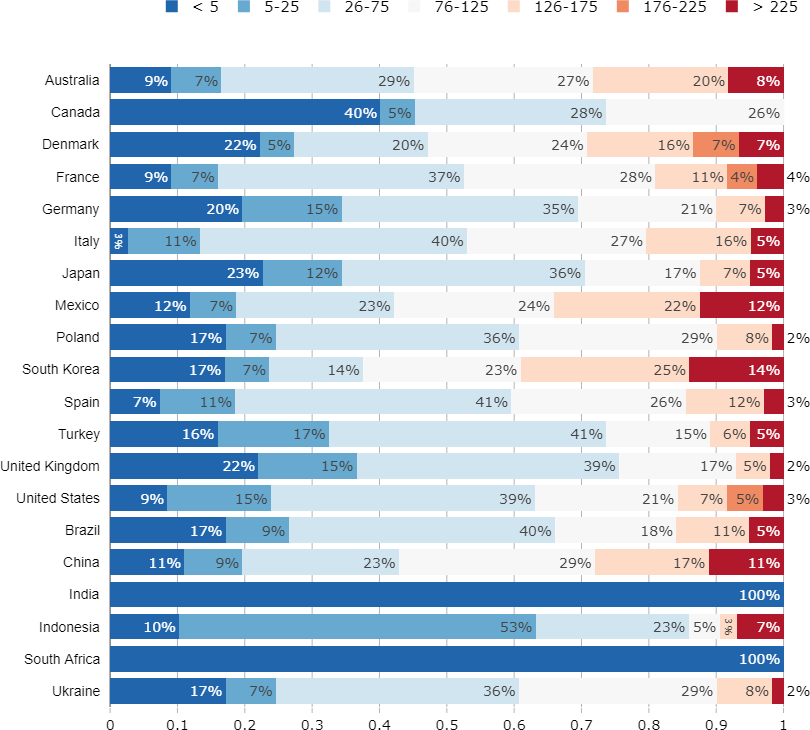 < 5 5-25 26-75 76-125 126-175 176-225 > 225
Australia 9% 7% 29% 27% 20% 8%
Canada 40% 5% 28% 26%
Denmark 22% 5% 20% 24% 16% 7% 7%
France 9% 7% 37% 28% 11% 4% 4%
Germany 20% 15% 35% 21% 7% 3%
Italy 3% 11% 40% 27% 16% 5%
Japan 23% 12% 36% 17% 7% 5%
Mexico 12% 7% 23% 24% 22% 12%
Poland 17% 7% 36% 29% 8% 2%
South Korea 17% 7% 14% 23% 25% 14%
Spain 7% 11% 41% 26% 12% 3%
Turkey 16% 17% 41% 15% 6% 5%
United Kingdom 22% 15% 39% 17% 5% 2%
United States 9% 15% 39% 21% 7% 5% 3%
Brazil 17% 9% 40% 18% 11% 5%
China 11% 9% 23% 29% 17% 11%
India 100%
Indonesia 10% 53% 23% 5% 3% 7%
South Africa 100%
Ukraine 17% 7% 36% 29% 8% 2%
0 0.1 0.2 0.3 0.4 0.5 0.6 0.7 0.8 0.9 1